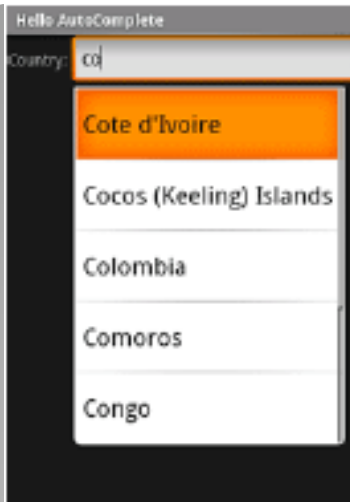 Hello AutoComplete
Country:
co
Cote d'Ivoire
Cocos (Keeling) Islands
Colombia
Comoros
Congo